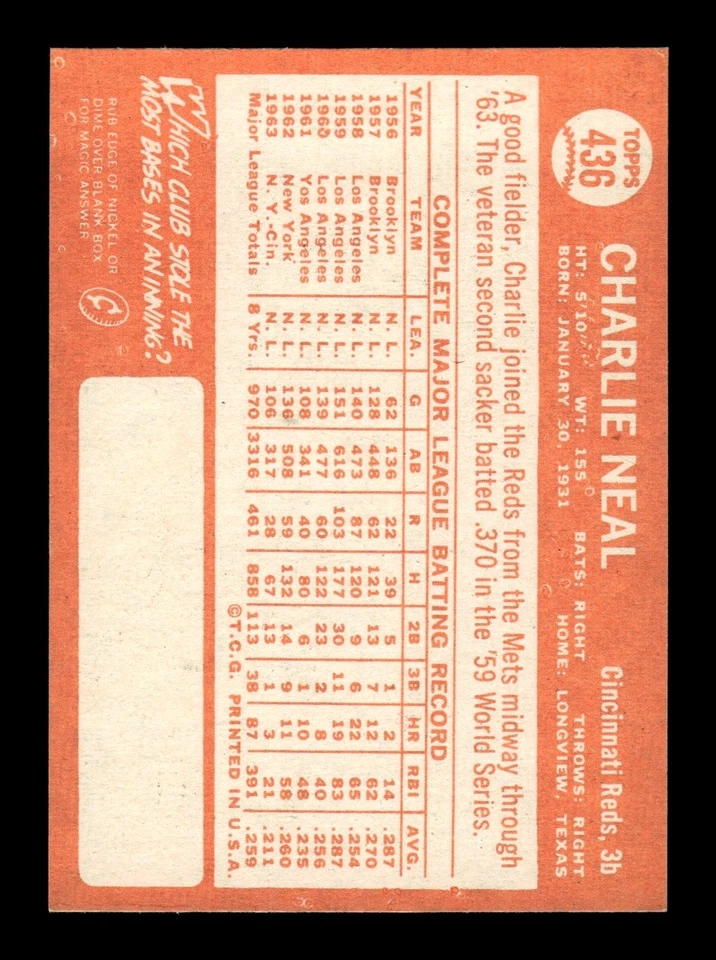 TOPPS
436
CHARLIE NEAL
Cincinnati Reds, 3b
HT: 5'10" WT: 155 BATS: RIGHT THROWS: RIGHT
BORN: JANUARY 30, 1931 HOME: LONGVIEW, TEXAS
A good fielder, Charlie joined the Reds from the Mets midway through
'63. The veteran second sacker batted .370 in the '59 World Series.
COMPLETE MAJOR LEAGUE BATTING RECORD
YEAR TEAM LEA. G AB R H 2B 3B HR RBI AVG.
1956 Brooklyn N. L. 62 136 22 39 5 1 2 14 .287
1957 Brooklyn N. L. 128 448 62 121 13 7 12 62 .270
1958 Los Angeles N. L. 140 473 87 120 9 6 22 65 .254
1959 Los Angeles N. L. 151 616 103 177 30 11 19 83 .287
1960 Los Angeles N. L. 139 477 60 122 23 2 8 40 .256
1961 Yos Angeles N. L. 108 341 40 80 6 1 10 48 .235
1962 New York N. L. 136 508 59 132 14 9 11 58 .260
1963 N. Y.-Cin. N. L. 106 317 28 67 13 1 3 21 .211
Major League Totals 8 Yrs. 970 3316 461 858 113 38 87 391 .259
©T.C.G. PRINTED IN U.S.A.
WHICH CLUB STOLE THE
MOST BASES IN AN INNING?
RUB EDGE OF NICKEL OR
DIME OVER BLANK BOX
FOR MAGIC ANSWER